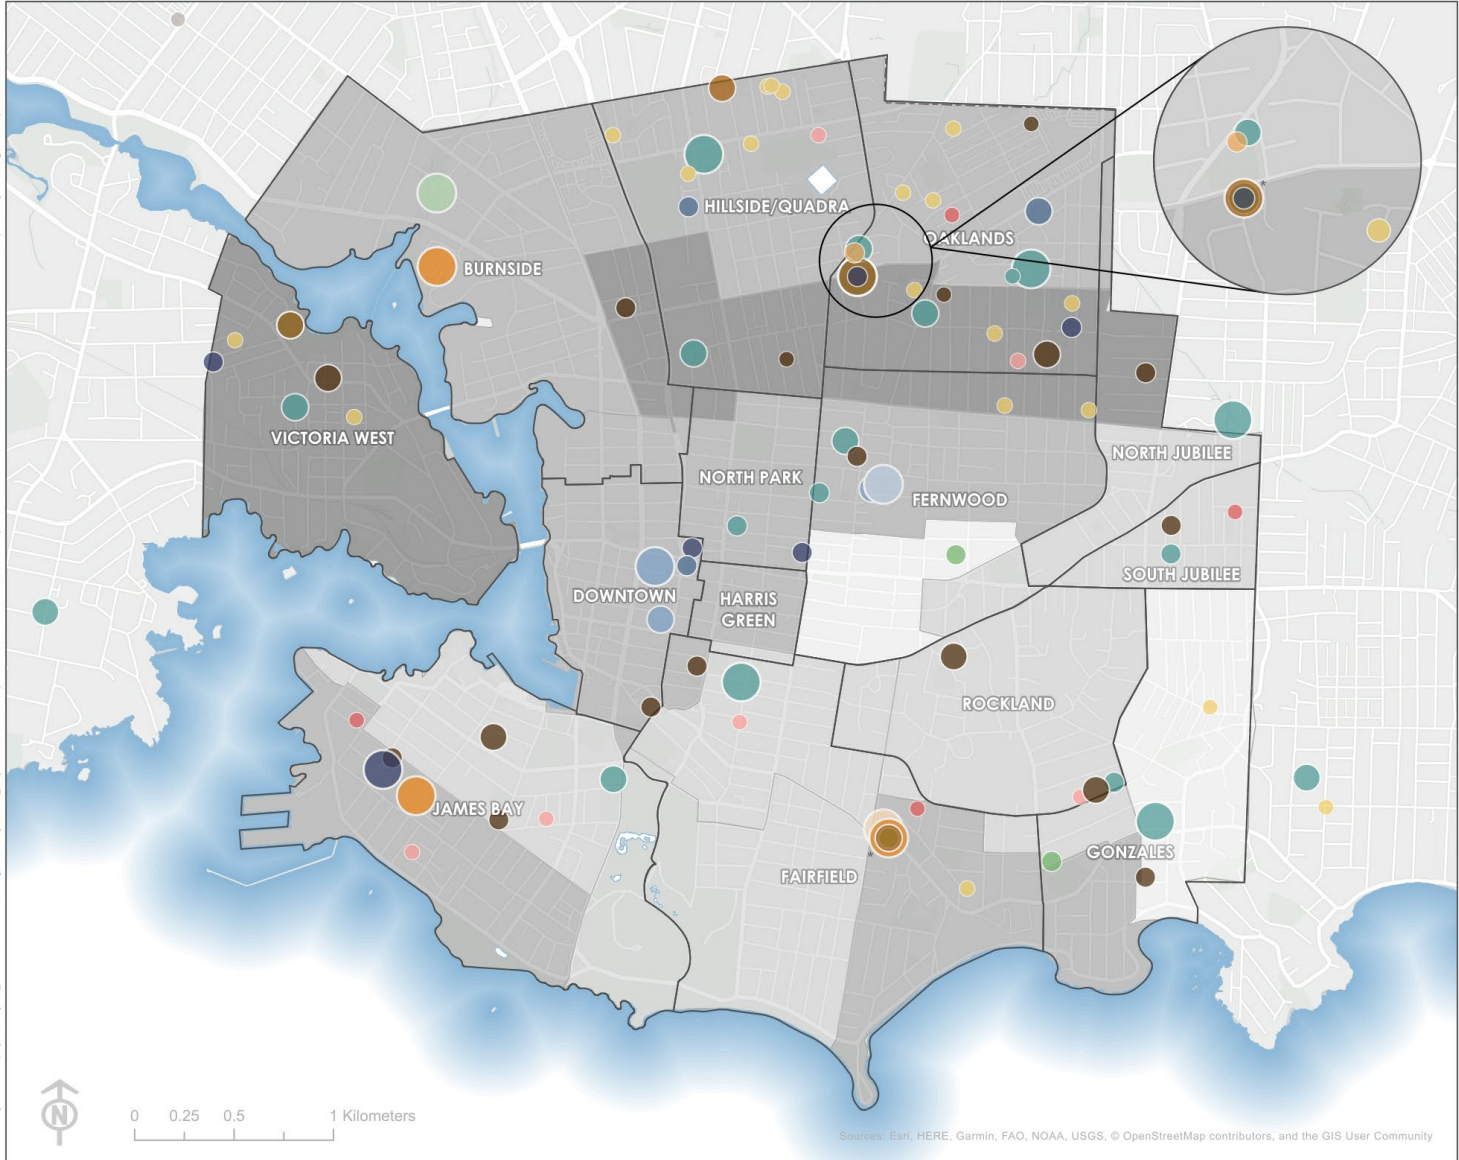 HILLSIDE/QUADRA
OAKLANDS
*
BURNSIDE
VICTORIA WEST
NORTH JUBILEE
NORTH PARK
FERNWOOD
SOUTH JUBILEE
DOWNTOWN
HARRIS
GREEN
ROCKLAND
JAMES BAY
GONZALES
*
FAIRFIELD
N
0 0.25 0.5 1 Kilometers
Sources: Esri, HERE, Garmin, FAO, NOAA, USGS, © OpenStreetMap contributors, and the GIS User Community